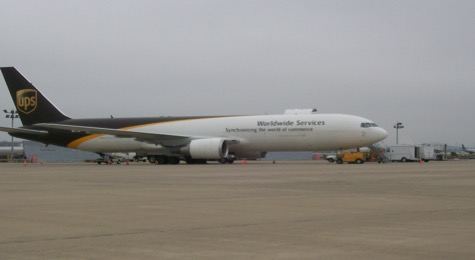 ups
Worldwide Services
Synchronizing the world of commerce